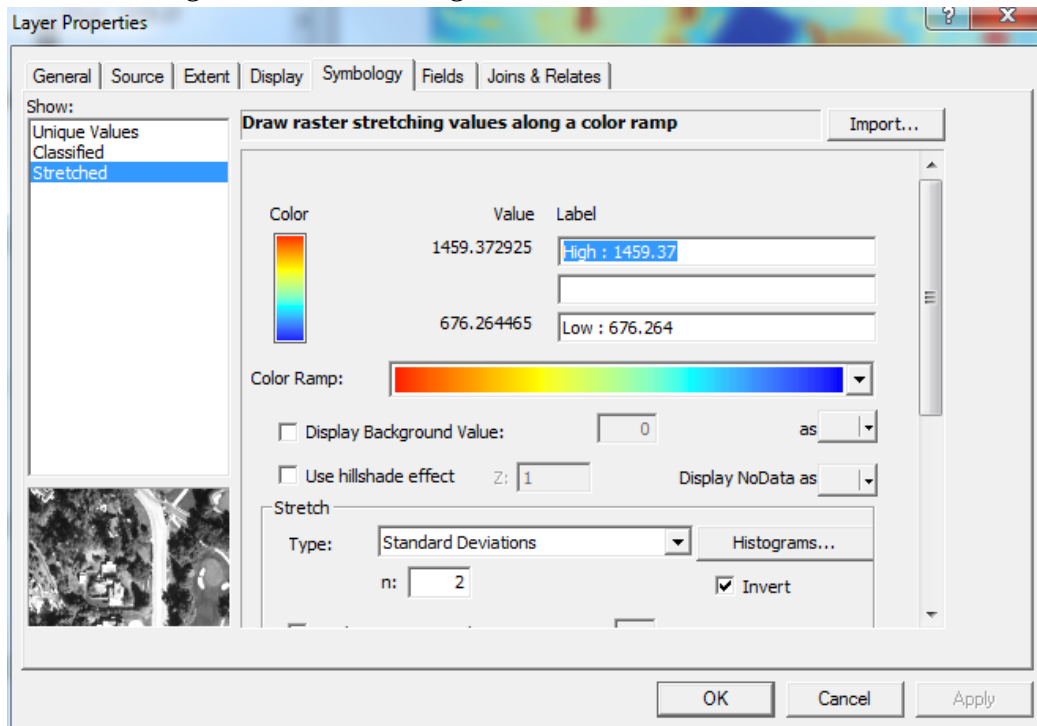 Layer Properties
General Source Extent Display Symbology Fields Joins & Relates
Show:
Unique Values
Classified
Stretched
Draw raster stretching values along a color ramp
Import...
Color Value Label
1459.372925 High : 1459.37
676.264465 Low : 676.264
Color Ramp:
Display Background Value: 0 as
Use hillshade effect Z: 1 Display NoData as
Stretch
Type: Standard Deviations Histograms...
n: 2 Invert
OK Cancel Apply